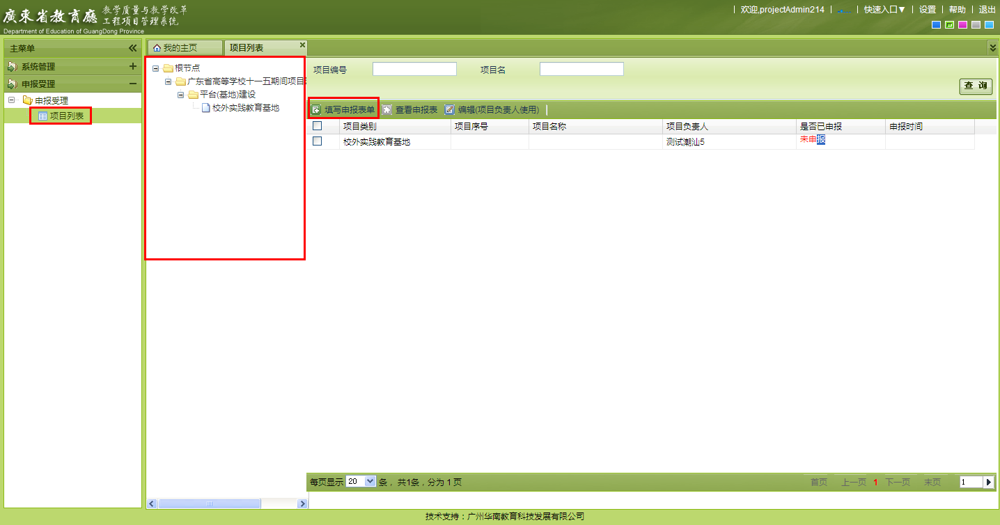 廣東省教育廳 教学质量与教学改革
工程项目管理系统
Department of Education of GuangDong Province
欢迎,projectAdmin214 | | 快速入口▼ | 设置 | 帮助 | 退出
主菜单
系统管理
申报受理
申报受理
项目列表
我的主页 项目列表
根节点
广东省高等学校十一五期间项目
平台(基地)建设
校外实践教育基地
项目编号 项目名
查 询
填写申报表单 查看申报表 编辑(项目负责人使用)
项目类别 项目序号 项目名称 项目负责人 是否已申报 申报时间
校外实践教育基地 测试潮汕5 未申报
每页显示 20 条， 共1条，分为 1 页 首页 上一页 1 下一页 末页 1
技术支持：广州华南教育科技发展有限公司